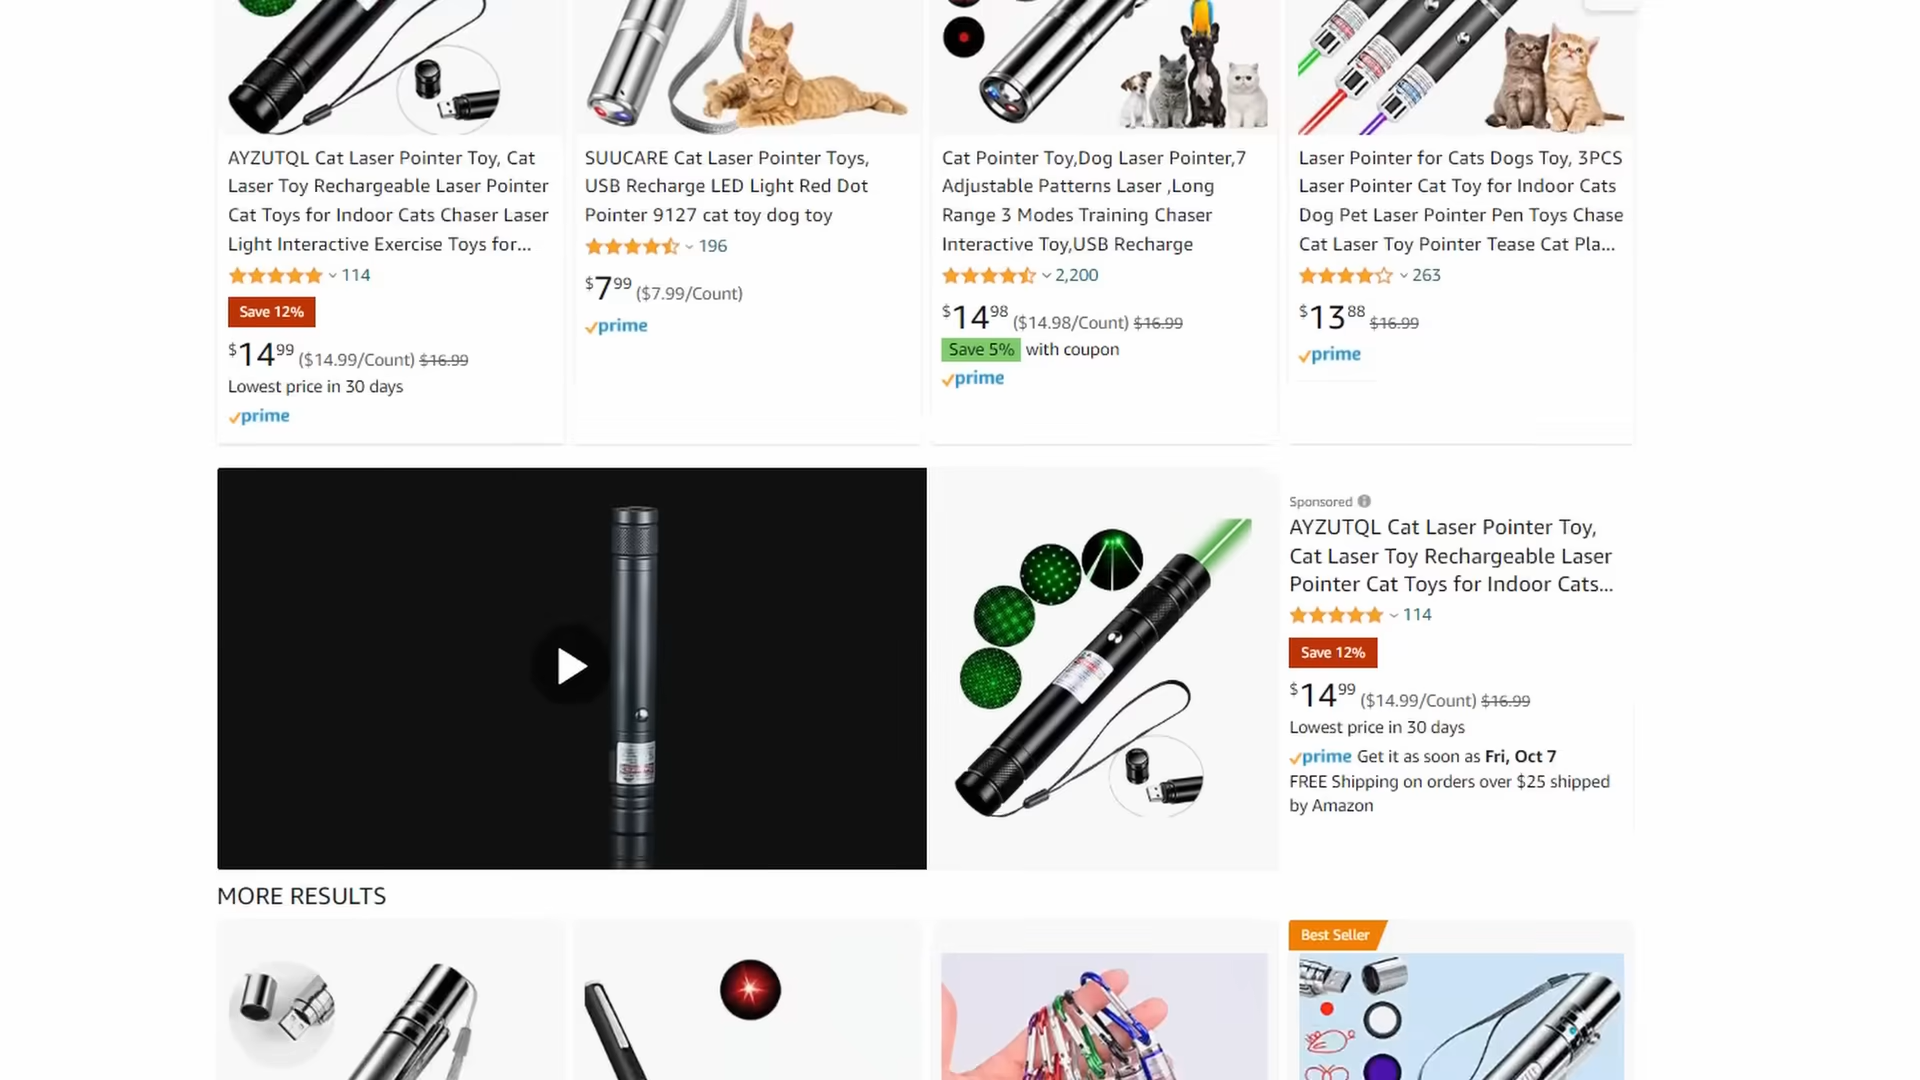 AYZUTQL Cat Laser Pointer Toy, Cat
Laser Toy Rechargeable Laser Pointer
Cat Toys for Indoor Cats Chaser Laser
Light Interactive Exercise Toys for...
114
Save 12%
$14.99 ($14.99/Count) $16.99
Lowest price in 30 days
prime
SUUCARE Cat Laser Pointer Toys,
USB Recharge LED Light Red Dot
Pointer 9127 cat toy dog toy
196
$7.99 ($7.99/Count)
prime
Cat Pointer Toy,Dog Laser Pointer,7
Adjustable Patterns Laser ,Long
Range 3 Modes Training Chaser
Interactive Toy,USB Recharge
2,200
$14.98 ($14.98/Count) $16.99
Save 5% with coupon
prime
Laser Pointer for Cats Dogs Toy, 3PCS
Laser Pointer Cat Toy for Indoor Cats
Dog Pet Laser Pointer Pen Toys Chase
Cat Laser Toy Pointer Tease Cat Pla...
263
$13.88 $16.99
prime
Sponsored
AYZUTQL Cat Laser Pointer Toy,
Cat Laser Toy Rechargeable Laser
Pointer Cat Toys for Indoor Cats...
114
Save 12%
$14.99 ($14.99/Count) $16.99
Lowest price in 30 days
prime Get it as soon as Fri, Oct 7
FREE Shipping on orders over $25 shipped
by Amazon
MORE RESULTS
Best Seller